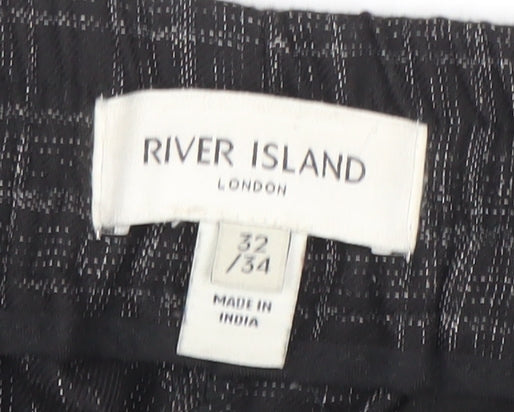 RIVER ISLAND
LONDON
32
/34
MADE IN
INDIA